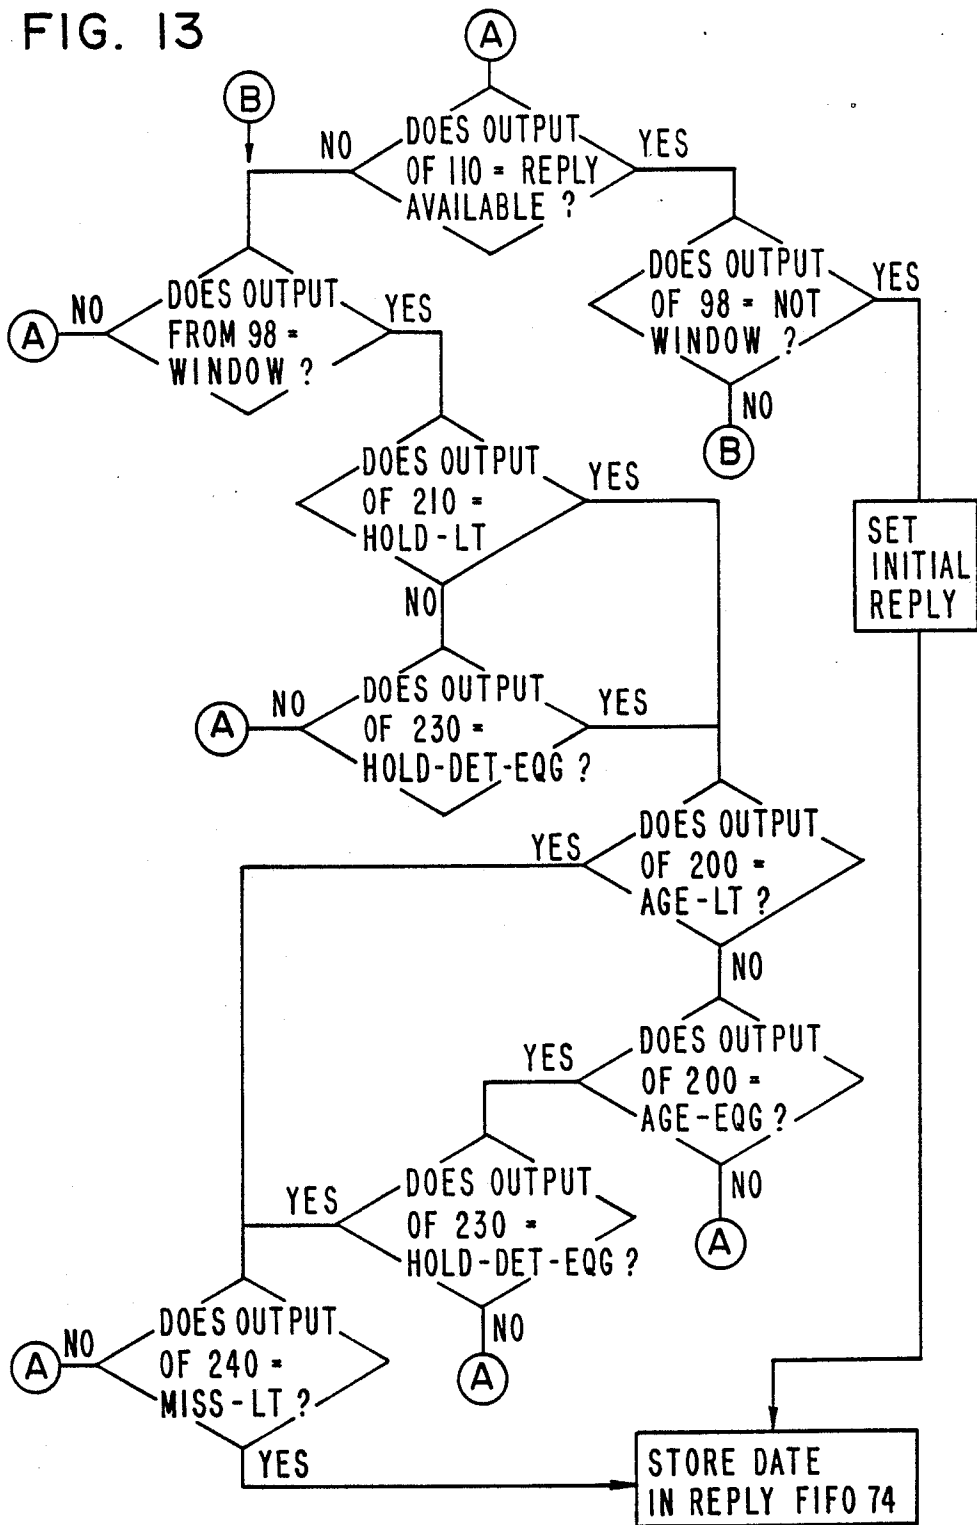 FIG. 13
A
B
DOES OUTPUT
OF 110 = REPLY
AVAILABLE ?
NO
YES
DOES OUTPUT
OF 98 = NOT
WINDOW ?
YES
NO
B
DOES OUTPUT
FROM 98 =
WINDOW ?
NO
A
YES
DOES OUTPUT
OF 210 =
HOLD-LT
YES
NO
SET
INITIAL
REPLY
DOES OUTPUT
OF 230 =
HOLD-DET-EQG ?
NO
A
YES
DOES OUTPUT
OF 200 =
AGE-LT ?
YES
NO
DOES OUTPUT
OF 200 =
AGE-EQG ?
YES
NO
A
DOES OUTPUT
OF 230 =
HOLD-DET-EQG ?
YES
NO
A
DOES OUTPUT
OF 240 =
MISS-LT ?
NO
A
YES
STORE DATE
IN REPLY FIFO 74